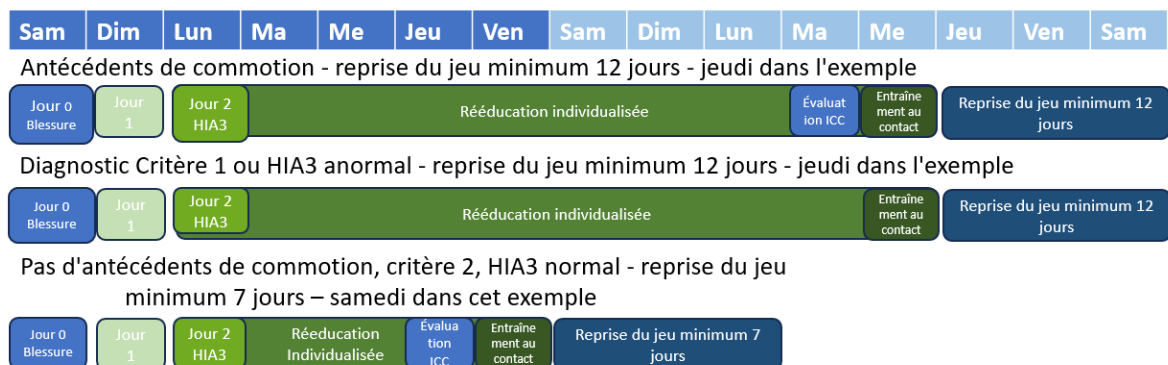 Sam Dim Lun Ma Me Jeu Ven Sam Dim Lun Ma Me Jeu Ven Sam
Antécédents de commotion - reprise du jeu minimum 12 jours - jeudi dans l'exemple
Jour 0
Blessure
Jour
1
Jour 2
HIA3
Rééducation individualisée
Évaluat
ion ICC
Entraîne
ment au
contact
Reprise du jeu minimum 12
jours
Diagnostic Critère 1 ou HIA3 anormal - reprise du jeu minimum 12 jours - jeudi dans l'exemple
Jour 0
Blessure
Jour
1
Jour 2
HIA3
Rééducation individualisée
Entraîne
ment au
contact
Reprise du jeu minimum 12
jours
Pas d'antécédents de commotion, critère 2, HIA3 normal - reprise du jeu
minimum 7 jours – samedi dans cet exemple
Jour 0
Blessure
Jour
1
Jour 2
HIA3
Réeducation
Individualisée
Évalua
tion
ICC
Entraîne
ment au
contact
Reprise du jeu minimum 7
jours